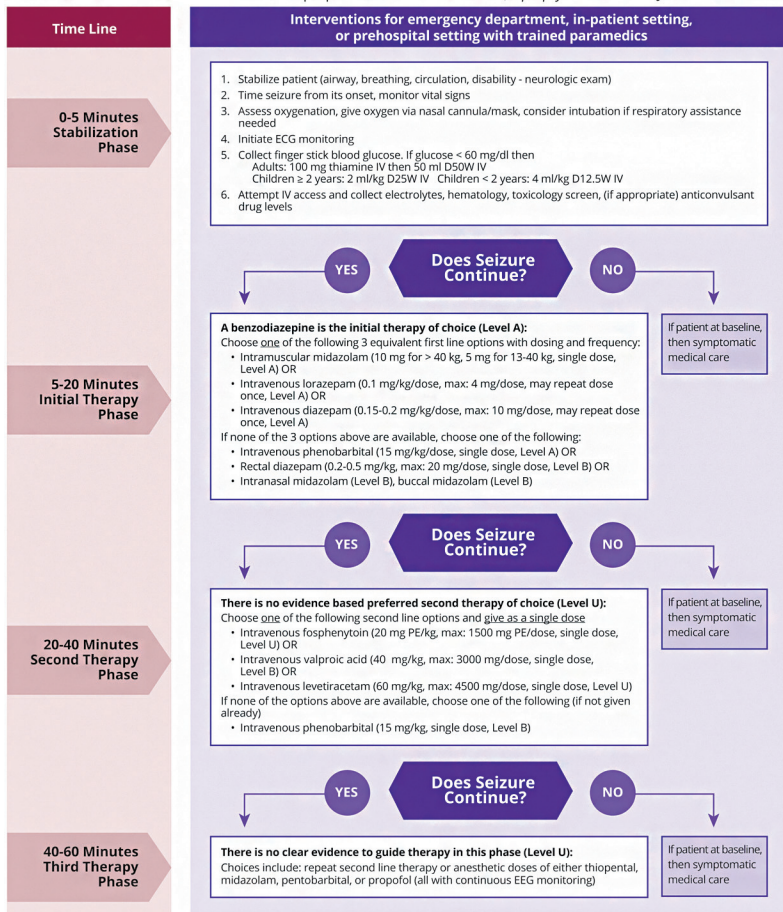 Time Line
Interventions for emergency department, in-patient setting,
or prehospital setting with trained paramedics
0-5 Minutes
Stabilization
Phase
1. Stabilize patient (airway, breathing, circulation, disability - neurologic exam)
2. Time seizure from its onset, monitor vital signs
3. Assess oxygenation, give oxygen via nasal cannula/mask, consider intubation if respiratory assistance
needed
4. Initiate ECG monitoring
5. Collect finger stick blood glucose. If glucose < 60 mg/dl then
Adults: 100 mg thiamine IV then 50 ml D50W IV
Children ≥ 2 years: 2 ml/kg D25W IV Children < 2 years: 4 ml/kg D12.5W IV
6. Attempt IV access and collect electrolytes, hematology, toxicology screen, (if appropriate) anticonvulsant
drug levels
YES
Does Seizure
Continue?
NO
5-20 Minutes
Initial Therapy
Phase
A benzodiazepine is the initial therapy of choice (Level A):
Choose one of the following 3 equivalent first line options with dosing and frequency:
• Intramuscular midazolam (10 mg for > 40 kg, 5 mg for 13-40 kg, single dose,
Level A) OR
• Intravenous lorazepam (0.1 mg/kg/dose, max: 4 mg/dose, may repeat dose
once, Level A) OR
• Intravenous diazepam (0.15-0.2 mg/kg/dose, max: 10 mg/dose, may repeat dose
once, Level A)
If none of the 3 options above are available, choose one of the following:
• Intravenous phenobarbital (15 mg/kg/dose, single dose, Level A) OR
• Rectal diazepam (0.2-0.5 mg/kg, max: 20 mg/dose, single dose, Level B) OR
• Intranasal midazolam (Level B), buccal midazolam (Level B)
If patient at baseline,
then symptomatic
medical care
YES
Does Seizure
Continue?
NO
20-40 Minutes
Second Therapy
Phase
There is no evidence based preferred second therapy of choice (Level U):
Choose one of the following second line options and give as a single dose
• Intravenous fosphenytoin (20 mg PE/kg, max: 1500 mg PE/dose, single dose,
Level U) OR
• Intravenous valproic acid (40 mg/kg, max: 3000 mg/dose, single dose,
Level B) OR
• Intravenous levetiracetam (60 mg/kg, max: 4500 mg/dose, single dose, Level U)
If none of the options above are available, choose one of the following (if not given
already)
• Intravenous phenobarbital (15 mg/kg, single dose, Level B)
If patient at baseline,
then symptomatic
medical care
YES
Does Seizure
Continue?
NO
40-60 Minutes
Third Therapy
Phase
There is no clear evidence to guide therapy in this phase (Level U):
Choices include: repeat second line therapy or anesthetic doses of either thiopental,
midazolam, pentobarbital, or propofol (all with continuous EEG monitoring)
If patient at baseline,
then symptomatic
medical care